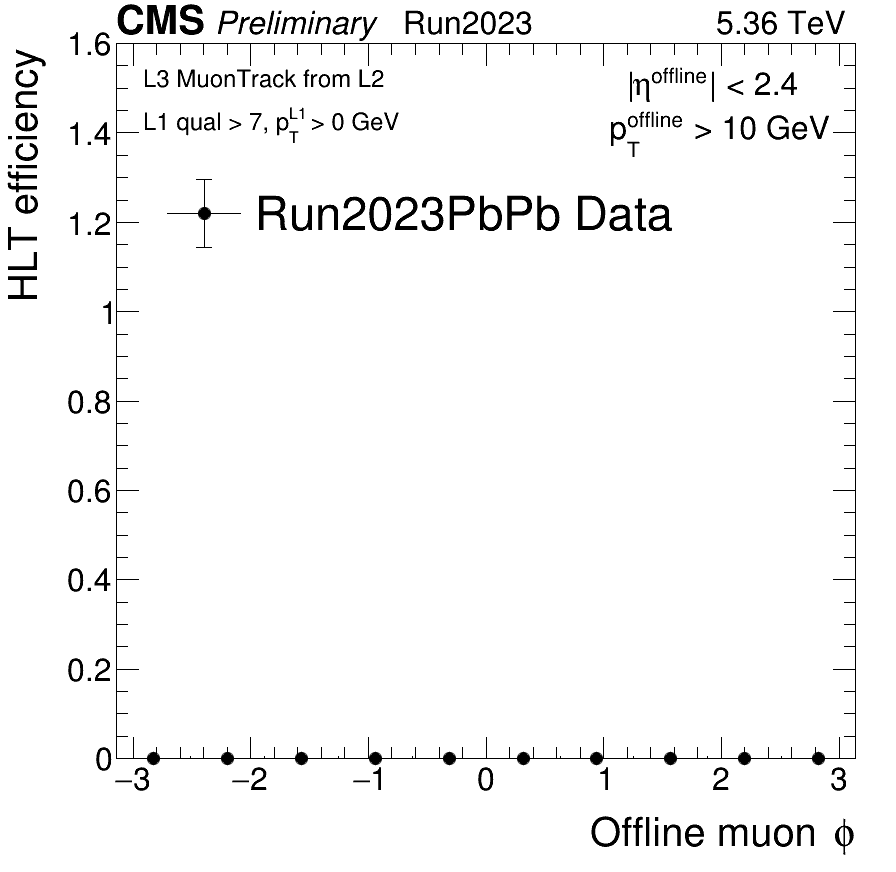 CMS Preliminary Run2023 5.36 TeV
HLT efficiency
L3 MuonTrack from L2
|η^offline| < 2.4
L1 qual > 7, p_T^L1 > 0 GeV
p_T^offline > 10 GeV
Run2023PbPb Data
1.6
1.4
1.2
1
0.8
0.6
0.4
0.2
0
−3 −2 −1 0 1 2 3
Offline muon ϕ